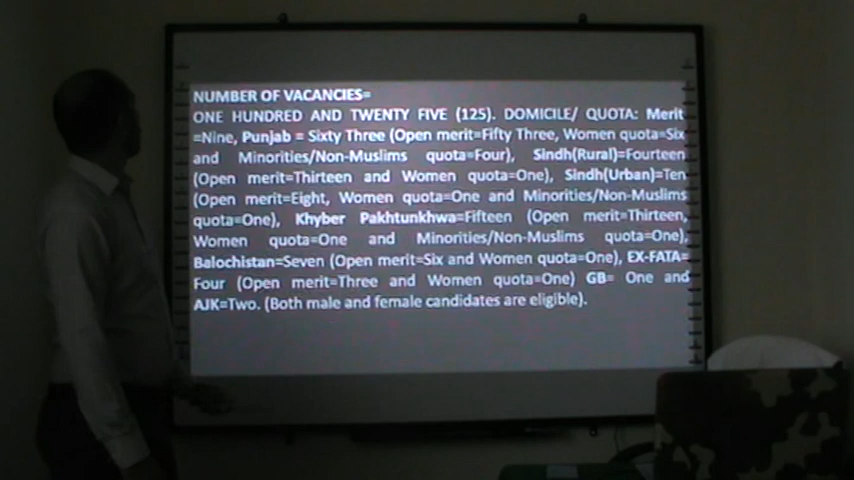 NUMBER OF VACANCIES=
ONE HUNDRED AND TWENTY FIVE (125). DOMICILE/ QUOTA: Merit
=Nine, Punjab = Sixty Three (Open merit=Fifty Three, Women quota=Six
and Minorities/Non-Muslims quota=Four), Sindh(Rural)=Fourteen
(Open merit=Thirteen and Women quota=One), Sindh(Urban)=Ten
(Open merit=Eight, Women quota=One and Minorities/Non-Muslims
quota=One), Khyber Pakhtunkhwa=Fifteen (Open merit=Thirteen,
Women quota=One and Minorities/Non-Muslims quota=One),
Balochistan=Seven (Open merit=Six and Women quota=One), EX-FATA=
Four (Open merit=Three and Women quota=One) GB= One and
AJK=Two. (Both male and female candidates are eligible).